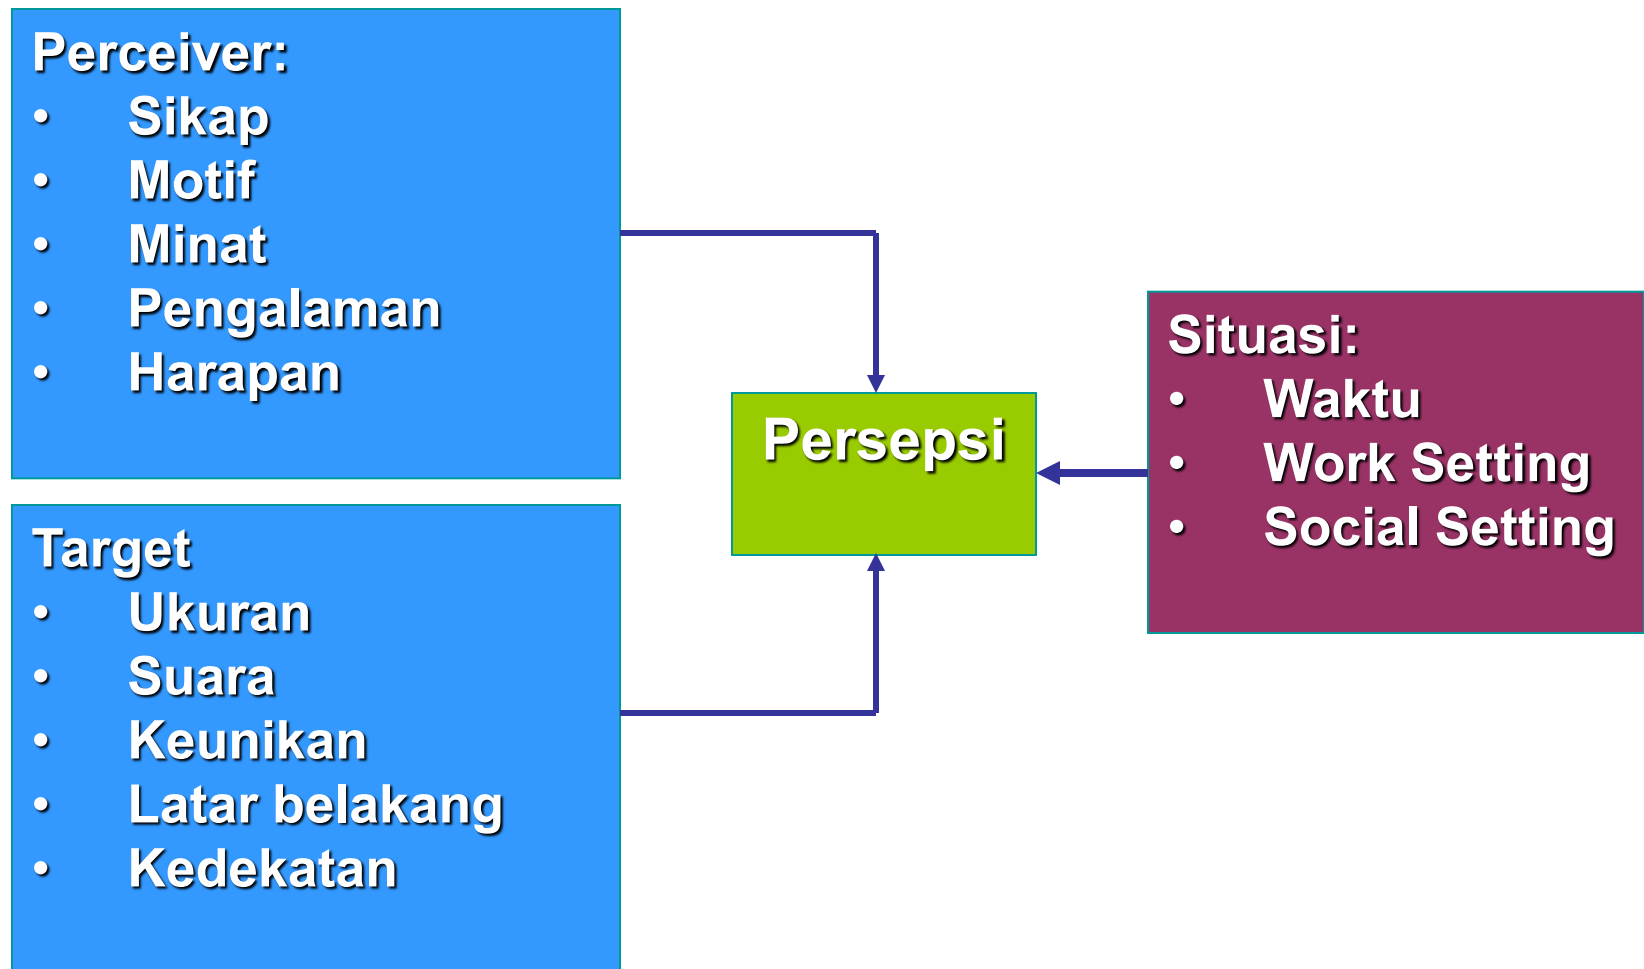 Perceiver:
• Sikap
• Motif
• Minat
• Pengalaman
• Harapan
Target
• Ukuran
• Suara
• Keunikan
• Latar belakang
• Kedekatan
Persepsi
Situasi:
• Waktu
• Work Setting
• Social Setting